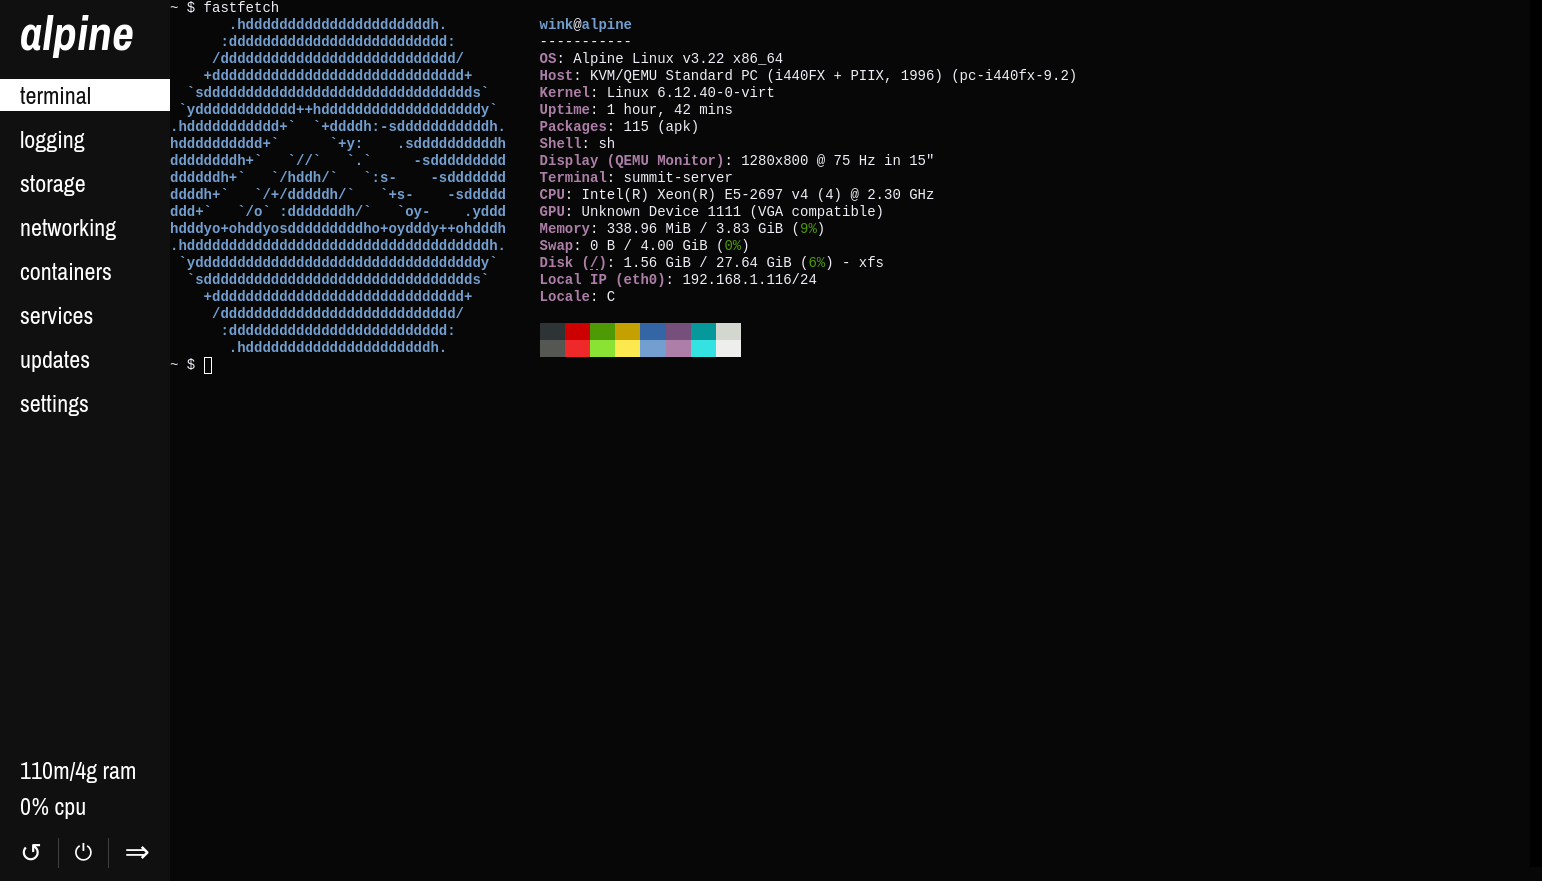 alpine
terminal
logging
storage
networking
containers
services
updates
settings
110m/4g ram
0% cpu
~ $ fastfetch
       .hddddddddddddddddddddddh.           wink@alpine
      :dddddddddddddddddddddddddd:          -----------
     /dddddddddddddddddddddddddddd/         OS: Alpine Linux v3.22 x86_64
    +dddddddddddddddddddddddddddddd+        Host: KVM/QEMU Standard PC (i440FX + PIIX, 1996) (pc-i440fx-9.2)
  `sdddddddddddddddddddddddddddddddds`      Kernel: Linux 6.12.40-0-virt
 `ydddddddddddd++hdddddddddddddddddddy`     Uptime: 1 hour, 42 mins
.hddddddddddd+`  `+ddddh:-sdddddddddddh.    Packages: 115 (apk)
hdddddddddd+`      `+y:    .sddddddddddh    Shell: sh
ddddddddh+`   `//`   `.`     -sddddddddd    Display (QEMU Monitor): 1280x800 @ 75 Hz in 15"
ddddddh+`   `/hddh/`   `:s-    -sddddddd    Terminal: summit-server
ddddh+`   `/+/dddddh/`   `+s-    -sddddd    CPU: Intel(R) Xeon(R) E5-2697 v4 (4) @ 2.30 GHz
ddd+`   `/o` :dddddddh/`   `oy-    .yddd    GPU: Unknown Device 1111 (VGA compatible)
hdddyo+ohddyosdddddddddho+oydddy++ohdddh    Memory: 338.96 MiB / 3.83 GiB (9%)
.hddddddddddddddddddddddddddddddddddddh.    Swap: 0 B / 4.00 GiB (0%)
 `yddddddddddddddddddddddddddddddddddy`     Disk (/): 1.56 GiB / 27.64 GiB (6%) - xfs
  `sdddddddddddddddddddddddddddddddds`      Local IP (eth0): 192.168.1.116/24
    +dddddddddddddddddddddddddddddd+        Locale: C
     /dddddddddddddddddddddddddddd/
      :dddddddddddddddddddddddddd:
       .hddddddddddddddddddddddh.
~ $